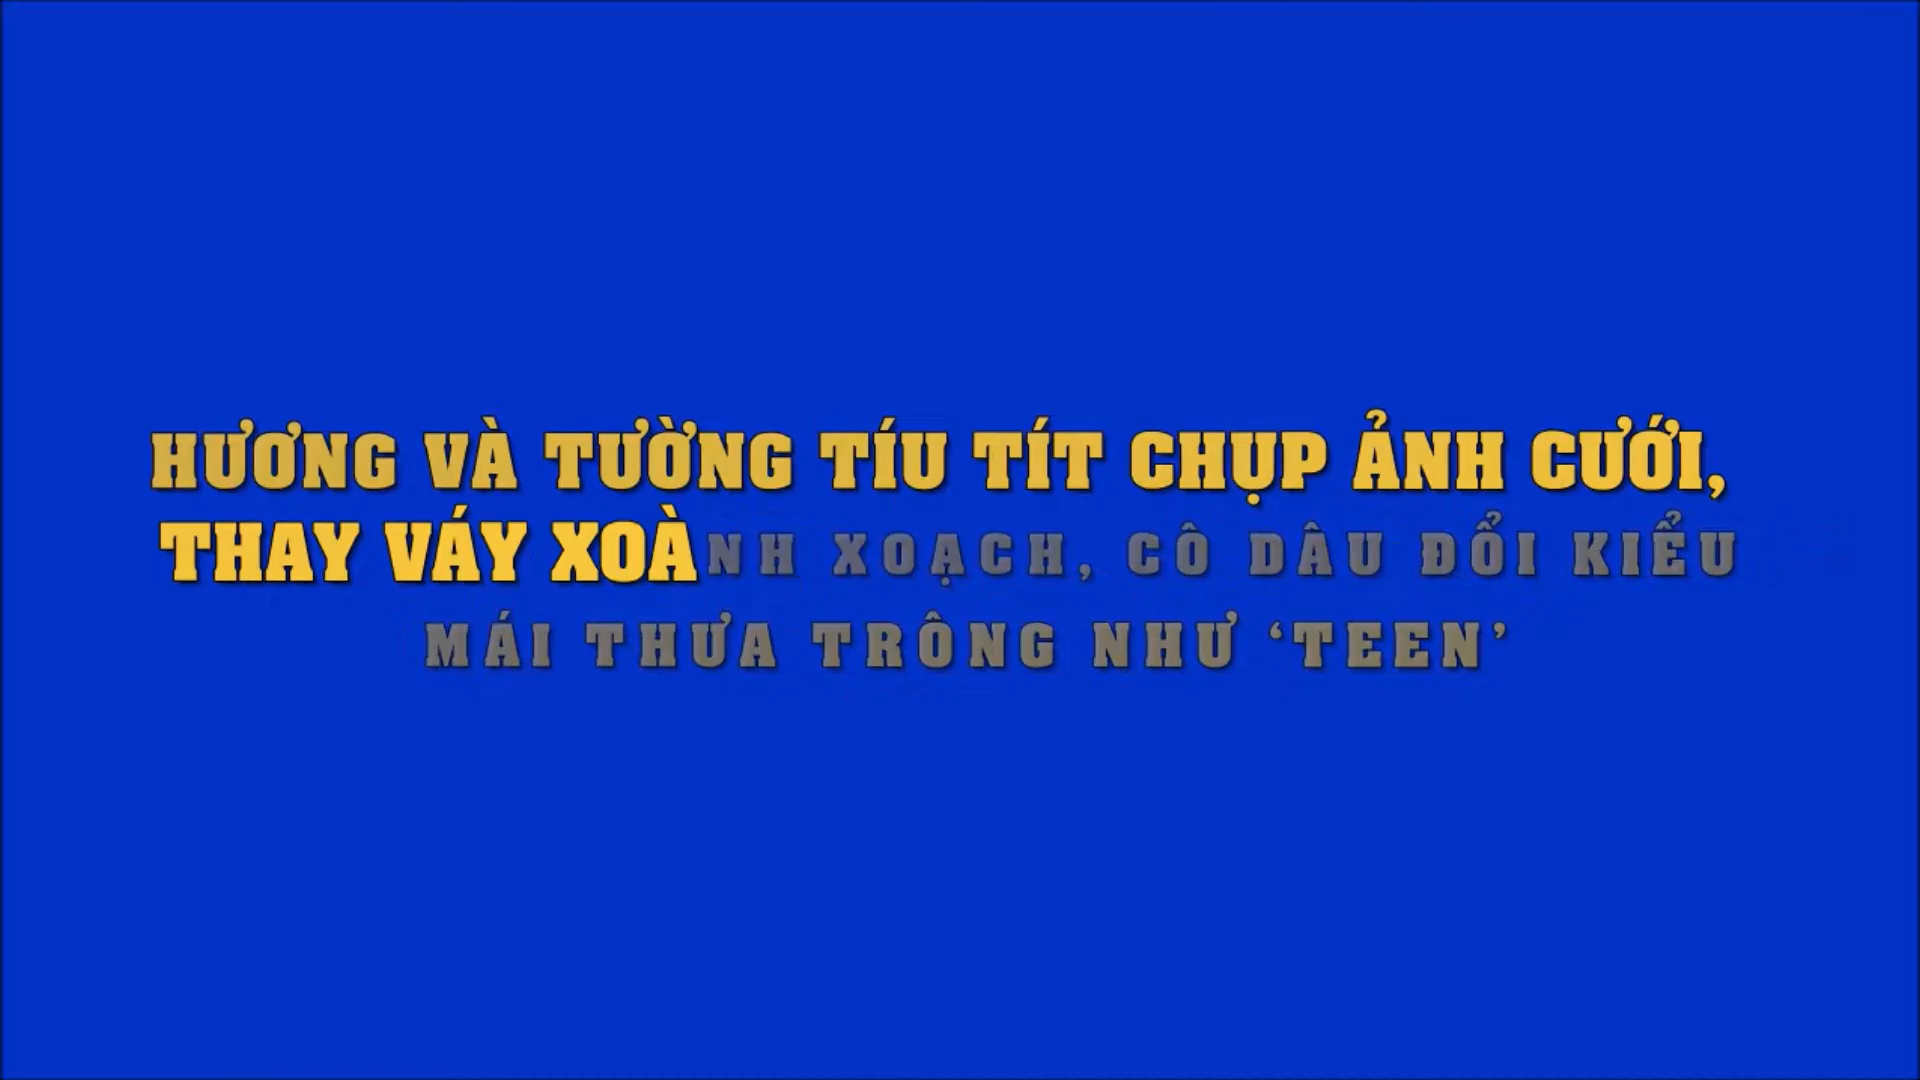 HƯƠNG VÀ TƯỜNG TÍU TÍT CHỤP ẢNH CƯỚI,
THAY VÁY XOÀNH XOẠCH, CÔ DÂU ĐỔI KIỂU
MÁI THƯA TRÔNG NHƯ ‘TEEN’